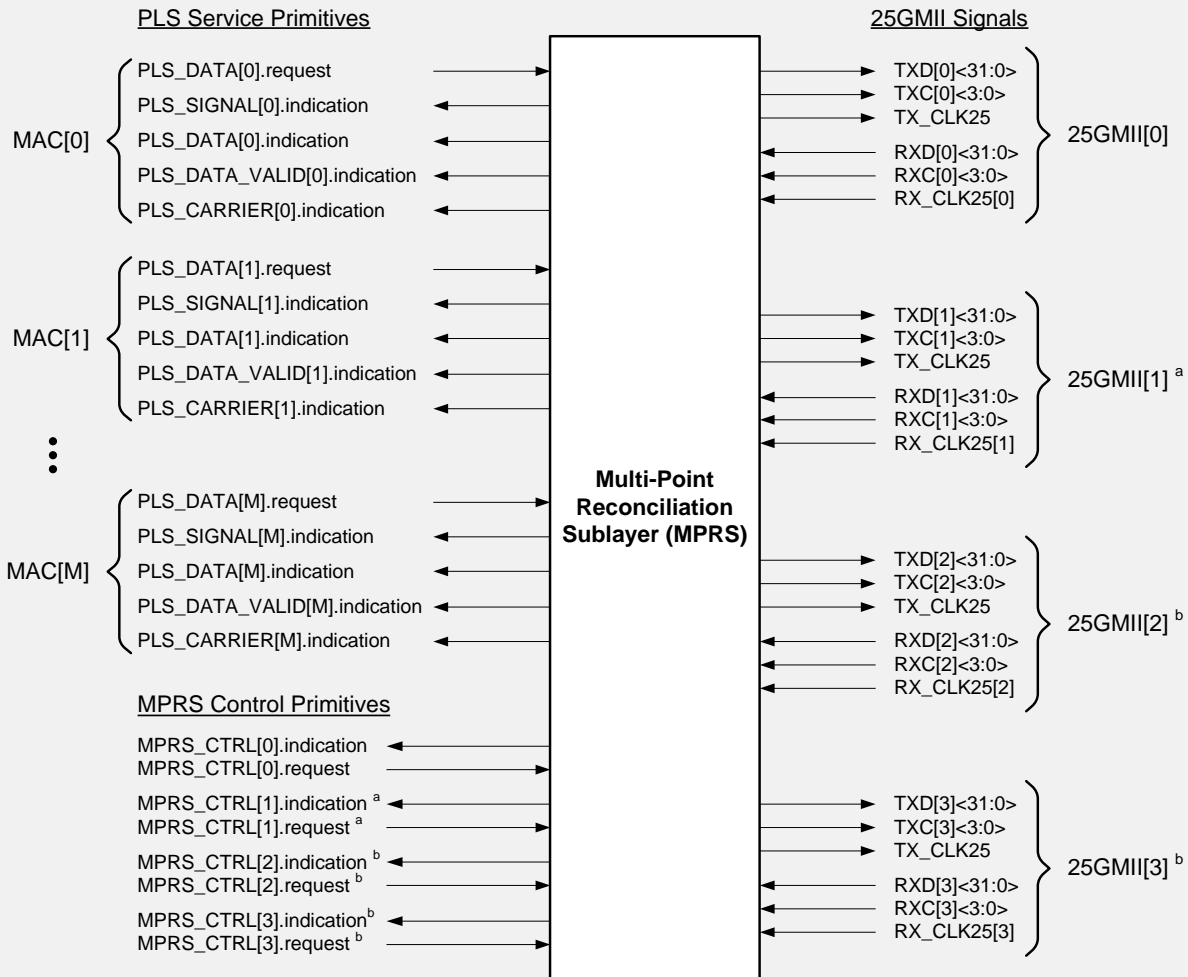 PLS Service Primitives
MAC[0]
PLS_DATA[0].request
PLS_SIGNAL[0].indication
PLS_DATA[0].indication
PLS_DATA_VALID[0].indication
PLS_CARRIER[0].indication
MAC[1]
PLS_DATA[1].request
PLS_SIGNAL[1].indication
PLS_DATA[1].indication
PLS_DATA_VALID[1].indication
PLS_CARRIER[1].indication
MAC[M]
PLS_DATA[M].request
PLS_SIGNAL[M].indication
PLS_DATA[M].indication
PLS_DATA_VALID[M].indication
PLS_CARRIER[M].indication
MPRS Control Primitives
MPRS_CTRL[0].indication
MPRS_CTRL[0].request
MPRS_CTRL[1].indication a
MPRS_CTRL[1].request a
MPRS_CTRL[2].indication b
MPRS_CTRL[2].request b
MPRS_CTRL[3].indication b
MPRS_CTRL[3].request b
Multi-Point
Reconciliation
Sublayer (MPRS)
25GMII Signals
TXD[0]<31:0>
TXC[0]<3:0>
TX_CLK25
RXD[0]<31:0>
RXC[0]<3:0>
RX_CLK25[0]
25GMII[0]
TXD[1]<31:0>
TXC[1]<3:0>
TX_CLK25
RXD[1]<31:0>
RXC[1]<3:0>
RX_CLK25[1]
25GMII[1] a
TXD[2]<31:0>
TXC[2]<3:0>
TX_CLK25
RXD[2]<31:0>
RXC[2]<3:0>
RX_CLK25[2]
25GMII[2] b
TXD[3]<31:0>
TXC[3]<3:0>
TX_CLK25
RXD[3]<31:0>
RXC[3]<3:0>
RX_CLK25[3]
25GMII[3] b